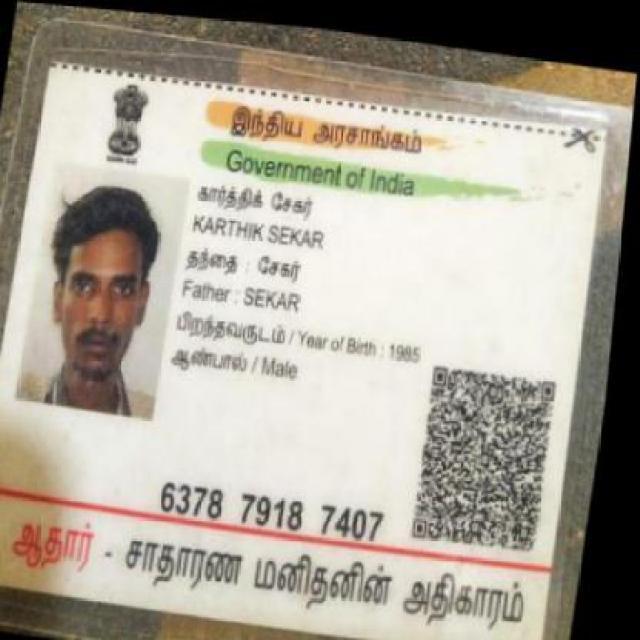 இந்திய அரசாங்கம்
Government of India
கார்த்திக் சேகர்
KARTHIK SEKAR
தந்தை : சேகர்
Father : SEKAR
பிறந்தவருடம் / Year of Birth : 1985
ஆண்பால் / Male
6378 7918 7407
ஆதார் - சாதாரண மனிதனின் அதிகாரம்